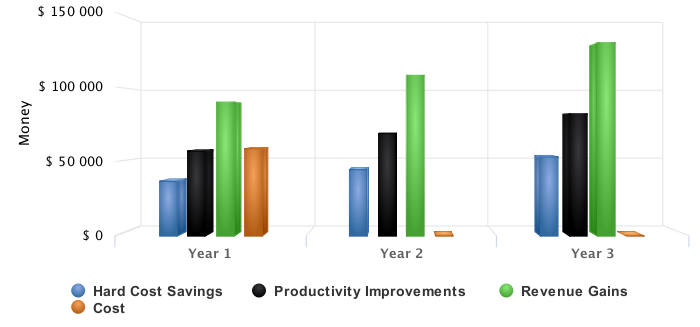 $ 150 000
$ 100 000
$ 50 000
$ 0
Money
Year 1
Year 2
Year 3
Hard Cost Savings Productivity Improvements Revenue Gains
Cost